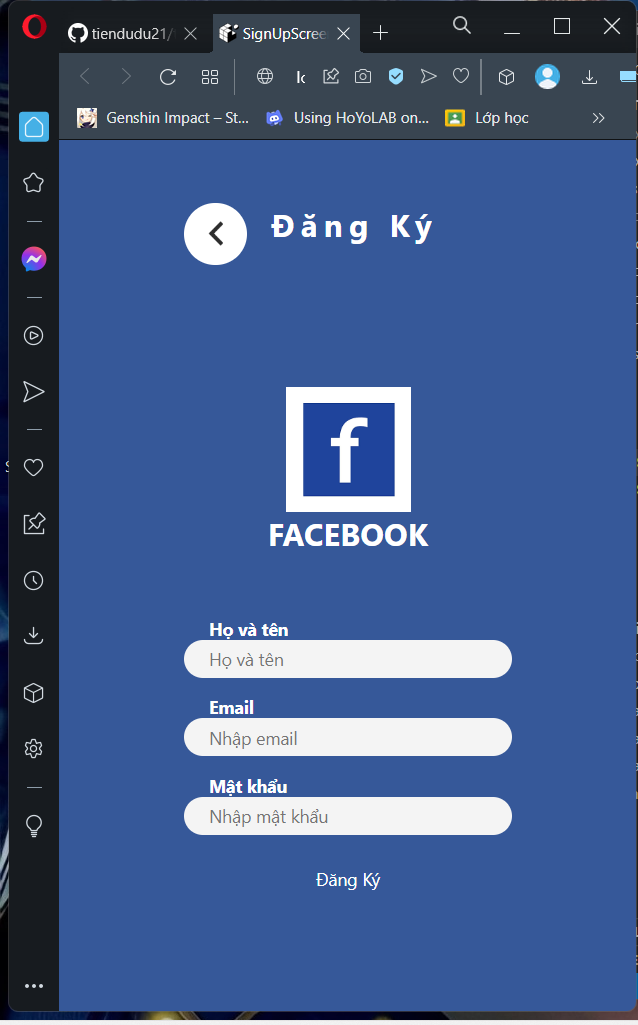 tiendudu21/
SignUpScree
Genshin Impact – St...
Using HoYoLAB on...
Lớp học
Đăng Ký
f
FACEBOOK
Họ và tên
Họ và tên
Email
Nhập email
Mật khẩu
Nhập mật khẩu
Đăng Ký